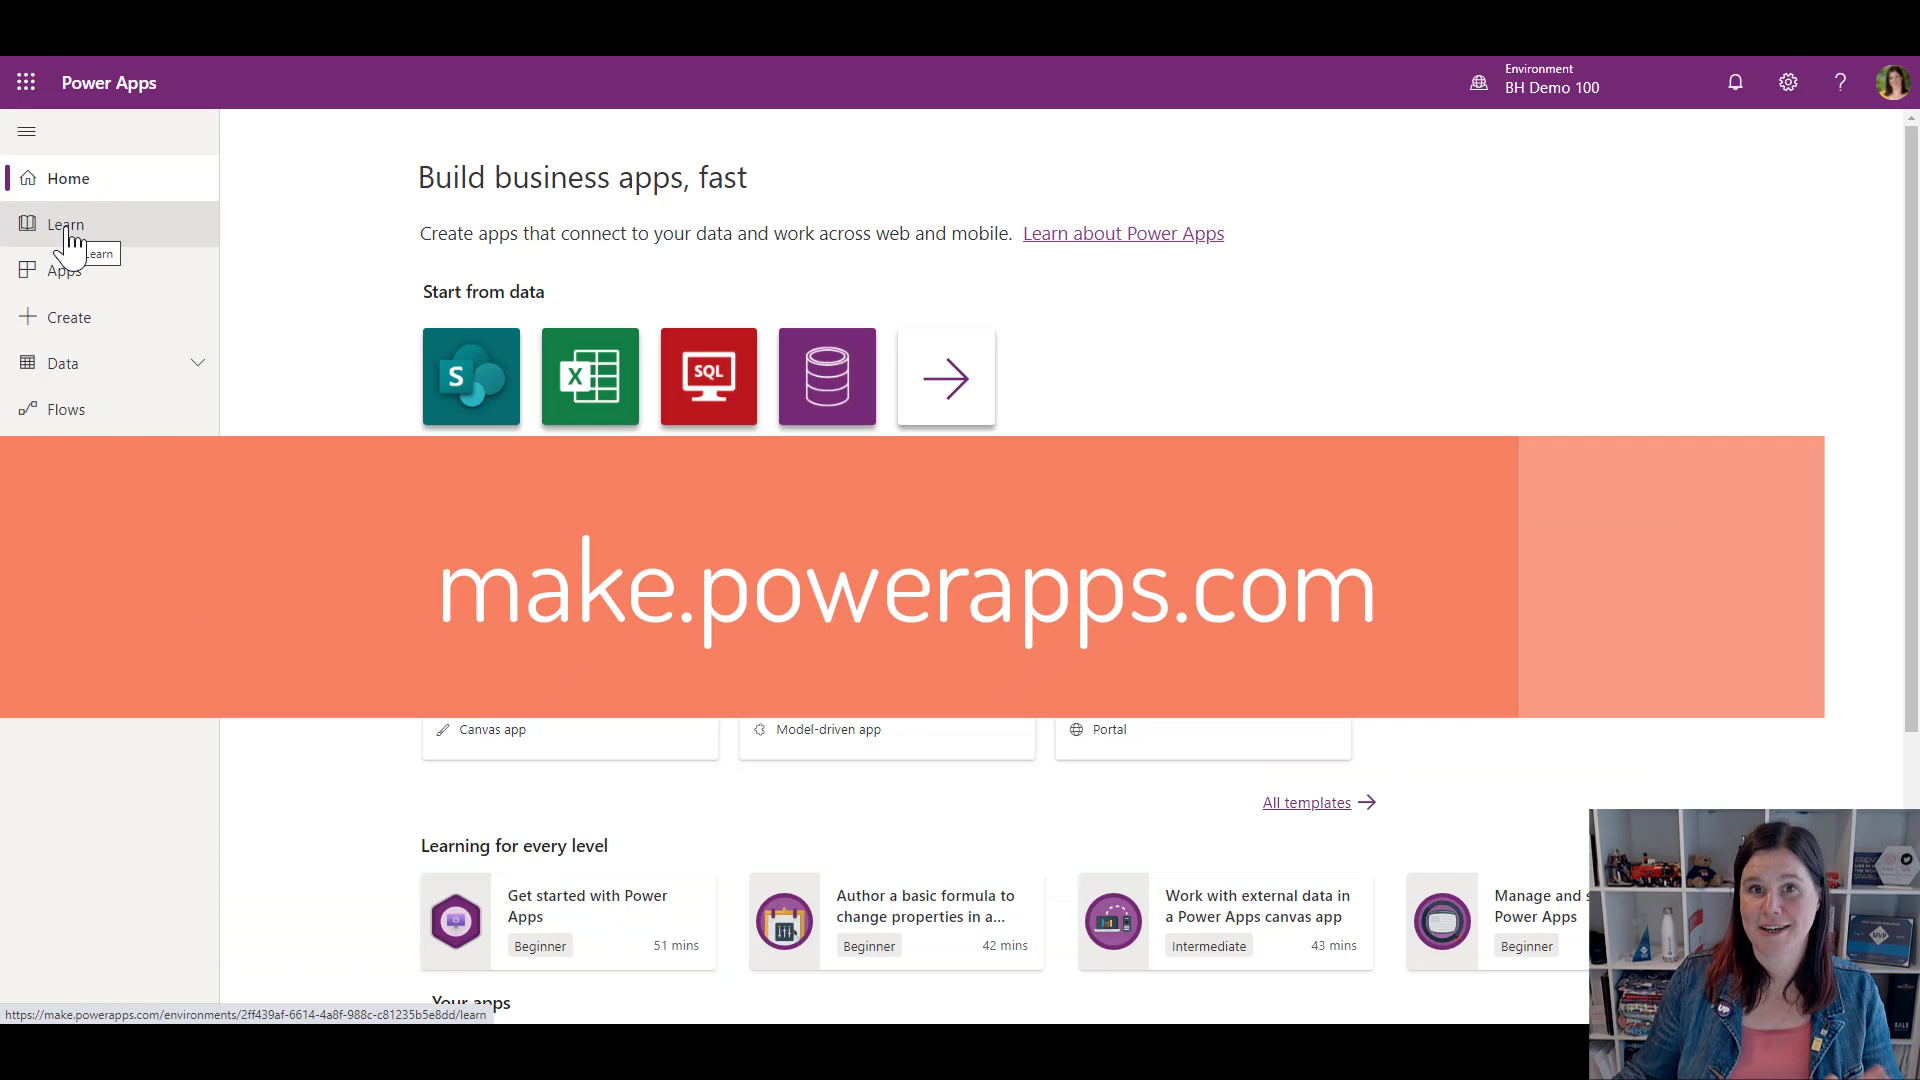 Power Apps
Environment
BH Demo 100
Home
Learn
Learn
Apps
Create
Data
Flows
Build business apps, fast
Create apps that connect to your data and work across web and mobile. Learn about Power Apps
Start from data
S
X
SQL
make.powerapps.com
Canvas app
Model-driven app
Portal
All templates
Learning for every level
Get started with Power
Apps
Beginner
51 mins
Author a basic formula to
change properties in a...
Beginner
42 mins
Work with external data in
a Power Apps canvas app
Intermediate
43 mins
Manage and s
Power Apps
Beginner
Your apps
https://make.powerapps.com/environments/2ff439af-6614-4a8f-988c-c81235b5e8dd/learn
MVP
UP